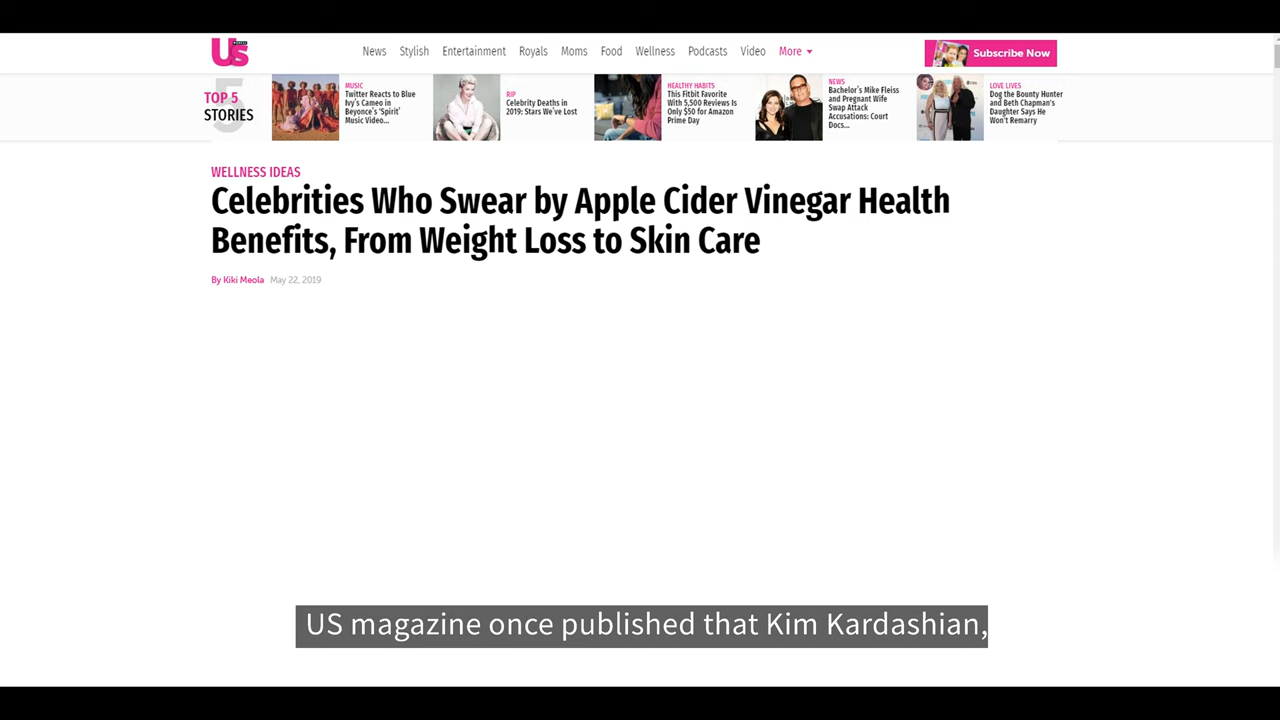 Us WEEKLY
News Stylish Entertainment Royals Moms Food Wellness Podcasts Video More
Subscribe Now
5
TOP 5
STORIES
MUSIC
Twitter Reacts to Blue
Ivy's Cameo in
Beyonce's 'Spirit'
Music Video...
RIP
Celebrity Deaths in
2019: Stars We've Lost
HEALTHY HABITS
This Fitbit Favorite
With 5,500 Reviews Is
Only $50 for Amazon
Prime Day
NEWS
Bachelor's Mike Fleiss
and Pregnant Wife
Swap Attack
Accusations: Court
Docs...
LOVE LIVES
Dog the Bounty Hunter
and Beth Chapman's
Daughter Says He
Won't Remarry
WELLNESS IDEAS
Celebrities Who Swear by Apple Cider Vinegar Health
Benefits, From Weight Loss to Skin Care
By Kiki Meola May 22, 2019
US magazine once published that Kim Kardashian,